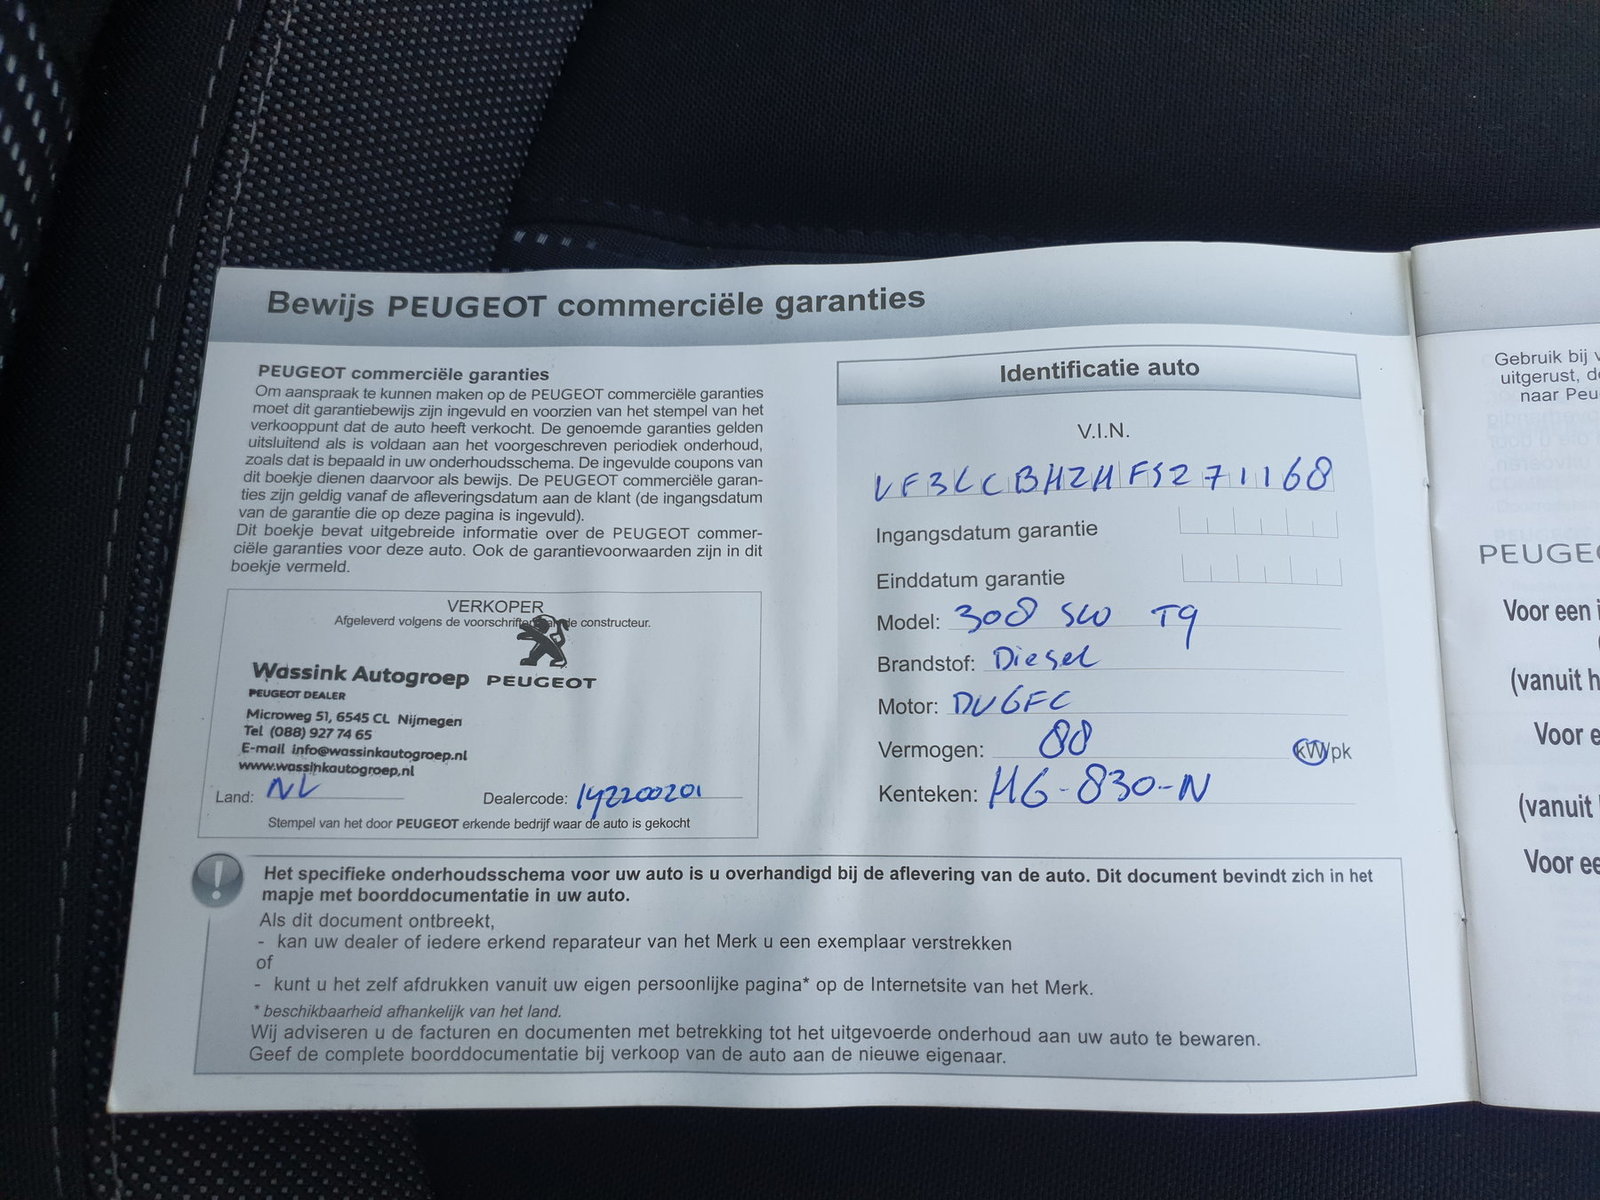 Bewijs PEUGEOT commerciële garanties
PEUGEOT commerciële garanties
Om aanspraak te kunnen maken op de PEUGEOT commerciële garanties
moet dit garantiebewijs zijn ingevuld en voorzien van het stempel van het
verkooppunt dat de auto heeft verkocht. De genoemde garanties gelden
uitsluitend als is voldaan aan het voorgeschreven periodiek onderhoud,
zoals dat is bepaald in uw onderhoudsschema. De ingevulde coupons van
dit boekje dienen daarvoor als bewijs. De PEUGEOT commerciële garan-
ties zijn geldig vanaf de afleveringsdatum aan de klant (de ingangsdatum
van de garantie die op deze pagina is ingevuld).
Dit boekje bevat uitgebreide informatie over de PEUGEOT commer-
ciële garanties voor deze auto. Ook de garantievoorwaarden zijn in dit
boekje vermeld.
VERKOPER
Afgeleverd volgens de voorschriften van de constructeur.
Wassink Autogroep PEUGEOT
PEUGEOT DEALER
Microweg 51, 6545 CL Nijmegen
Tel (088) 927 74 65
E-mail info@wassinkautogroep.nl
www.wassinkautogroep.nl
Land: NL Dealercode: 142200201
Stempel van het door PEUGEOT erkende bedrijf waar de auto is gekocht
Identificatie auto
V.I.N.
VF3LCBHZHFS271168
Ingangsdatum garantie
Einddatum garantie
Model: 308 SW T9
Brandstof: Diesel
Motor: DV6FC
Vermogen: 88 kW/pk
Kenteken: HG-830-N
Het specifieke onderhoudsschema voor uw auto is u overhandigd bij de aflevering van de auto. Dit document bevindt zich in het
mapje met boorddocumentatie in uw auto.
Als dit document ontbreekt,
- kan uw dealer of iedere erkend reparateur van het Merk u een exemplaar verstrekken
of
- kunt u het zelf afdrukken vanuit uw eigen persoonlijke pagina* op de Internetsite van het Merk.
* beschikbaarheid afhankelijk van het land.
Wij adviseren u de facturen en documenten met betrekking tot het uitgevoerde onderhoud aan uw auto te bewaren.
Geef de complete boorddocumentatie bij verkoop van de auto aan de nieuwe eigenaar.
Gebruik bij
uitgerust,
naar
Voor een
(vanuit
Voor
(vanuit
Voor